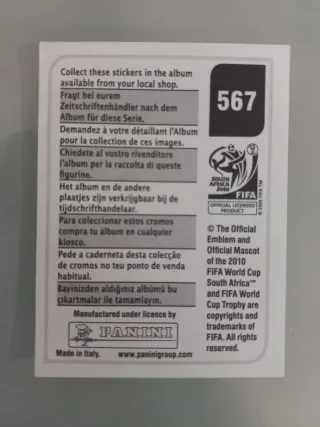 Collect these stickers in the album
available from your local shop.
Fragt bei eurem
Zeitschriftenhändler nach dem
Album für diese Serie.
Demandez à votre détaillant l'Album
pour la collection de ces images.
Chiedete al vostro rivenditore
l'album per la raccolta di queste
figurine.
Het album en de andere
plaatjes zijn verkrijgbaar bij de
tijdschrifthandelaar.
Para coleccionar estos cromos
compra tu álbum en cualquier
kiosco.
Pede a caderneta desta colecção
de cromos no teu ponto de venda
habitual.
Bayinizden aldığınız albümü bu
çıkartmalar ile tamamlayın.
Manufactured under licence by
PANINI
Made in Italy. www.paninigroup.com
567
SOUTH AFRICA
2010
FIFA
OFFICIAL LICENSED
PRODUCT
© The Official
Emblem and
Official Mascot
of the 2010
FIFA World Cup
South Africa™
and FIFA World
Cup Trophy are
copyrights and
trademarks of
FIFA. All rights
reserved.